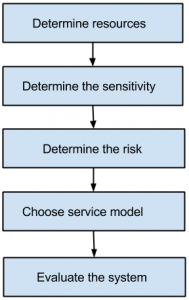 Determine resources
Determine the sensitivity
Determine the risk
Choose service model
Evaluate the system